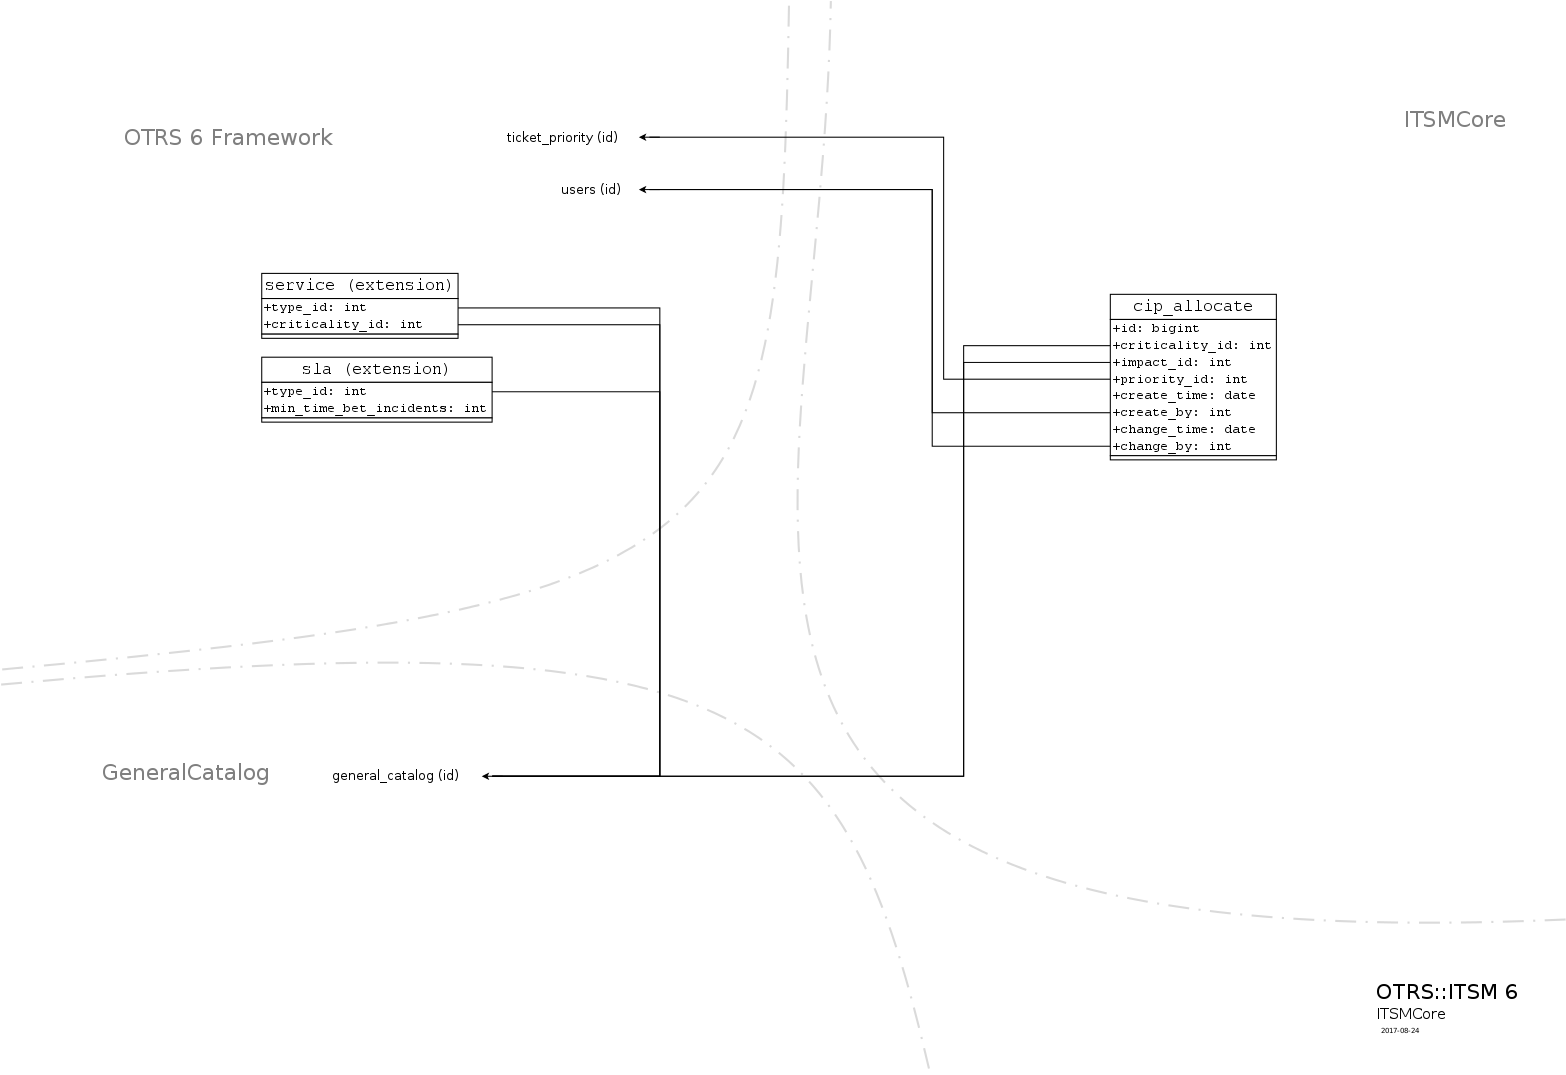 OTRS 6 Framework
ITSMCore
ticket_priority (id)
users (id)
service (extension)
+type_id: int
+criticality_id: int
sla (extension)
+type_id: int
+min_time_bet_incidents: int
cip_allocate
+id: bigint
+criticality_id: int
+impact_id: int
+priority_id: int
+create_time: date
+create_by: int
+change_time: date
+change_by: int
GeneralCatalog
general_catalog (id)
OTRS::ITSM 6
ITSMCore
2017-08-24